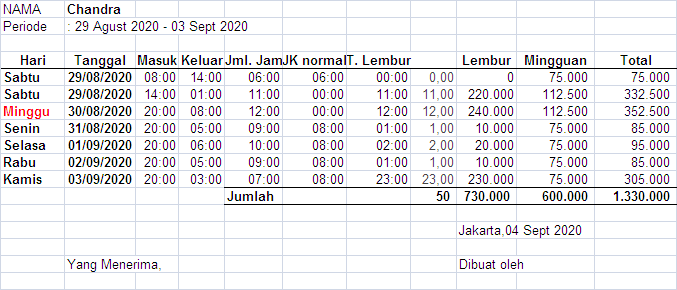 NAMA Chandra
Periode : 29 Agust 2020 - 03 Sept 2020
Hari Tanggal Masuk Keluar Jml. Jam JK normal T. Lembur Lembur Mingguan Total
Sabtu 29/08/2020 08:00 14:00 06:00 06:00 00:00 0,00 0 75.000 75.000
Sabtu 29/08/2020 14:00 01:00 11:00 00:00 11:00 11,00 220.000 112.500 332.500
Minggu 30/08/2020 20:00 08:00 12:00 00:00 12:00 12,00 240.000 112.500 352.500
Senin 31/08/2020 20:00 05:00 09:00 08:00 01:00 1,00 10.000 75.000 85.000
Selasa 01/09/2020 20:00 06:00 10:00 08:00 02:00 2,00 20.000 75.000 95.000
Rabu 02/09/2020 20:00 05:00 09:00 08:00 01:00 1,00 10.000 75.000 85.000
Kamis 03/09/2020 20:00 03:00 07:00 08:00 23:00 23,00 230.000 75.000 305.000
Jumlah 50 730.000 600.000 1.330.000
Jakarta,04 Sept 2020
Yang Menerima, Dibuat oleh